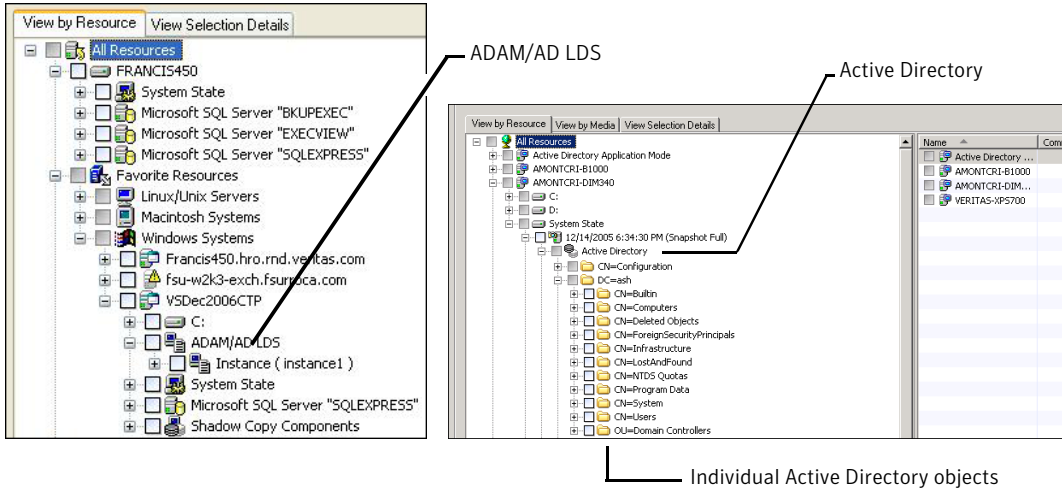 View by Resource View Selection Details
All Resources
FRANCIS450
System State
Microsoft SQL Server "BKUPEXEC"
Microsoft SQL Server "EXECVIEW"
Microsoft SQL Server "SQLEXPRESS"
Favorite Resources
Linux/Unix Servers
Macintosh Systems
Windows Systems
Francis450.hro.rnd.veritas.com
fsu-w2k3-exch.fsurroca.com
VSDec2006CTP
C:
ADAM/AD LDS
Instance ( instance1 )
System State
Microsoft SQL Server "SQLEXPRESS"
Shadow Copy Components
ADAM/AD LDS
Active Directory
View by Resource View by Media View Selection Details
All Resources
Active Directory Application Mode
AMONTCRI-B1000
AMONTCRI-DIM340
C:
D:
System State
12/14/2005 6:34:30 PM (Snapshot Full)
Active Directory
CN=Configuration
DC=ash
CN=Builtin
CN=Computers
CN=Deleted Objects
CN=ForeignSecurityPrincipals
CN=Infrastructure
CN=LostAndFound
CN=NTDS Quotas
CN=Program Data
CN=System
CN=Users
OU=Domain Controllers
Name Com
Active Directory ...
AMONTCRI-B1000
AMONTCRI-DIM...
VERITAS-XPS700
Individual Active Directory objects